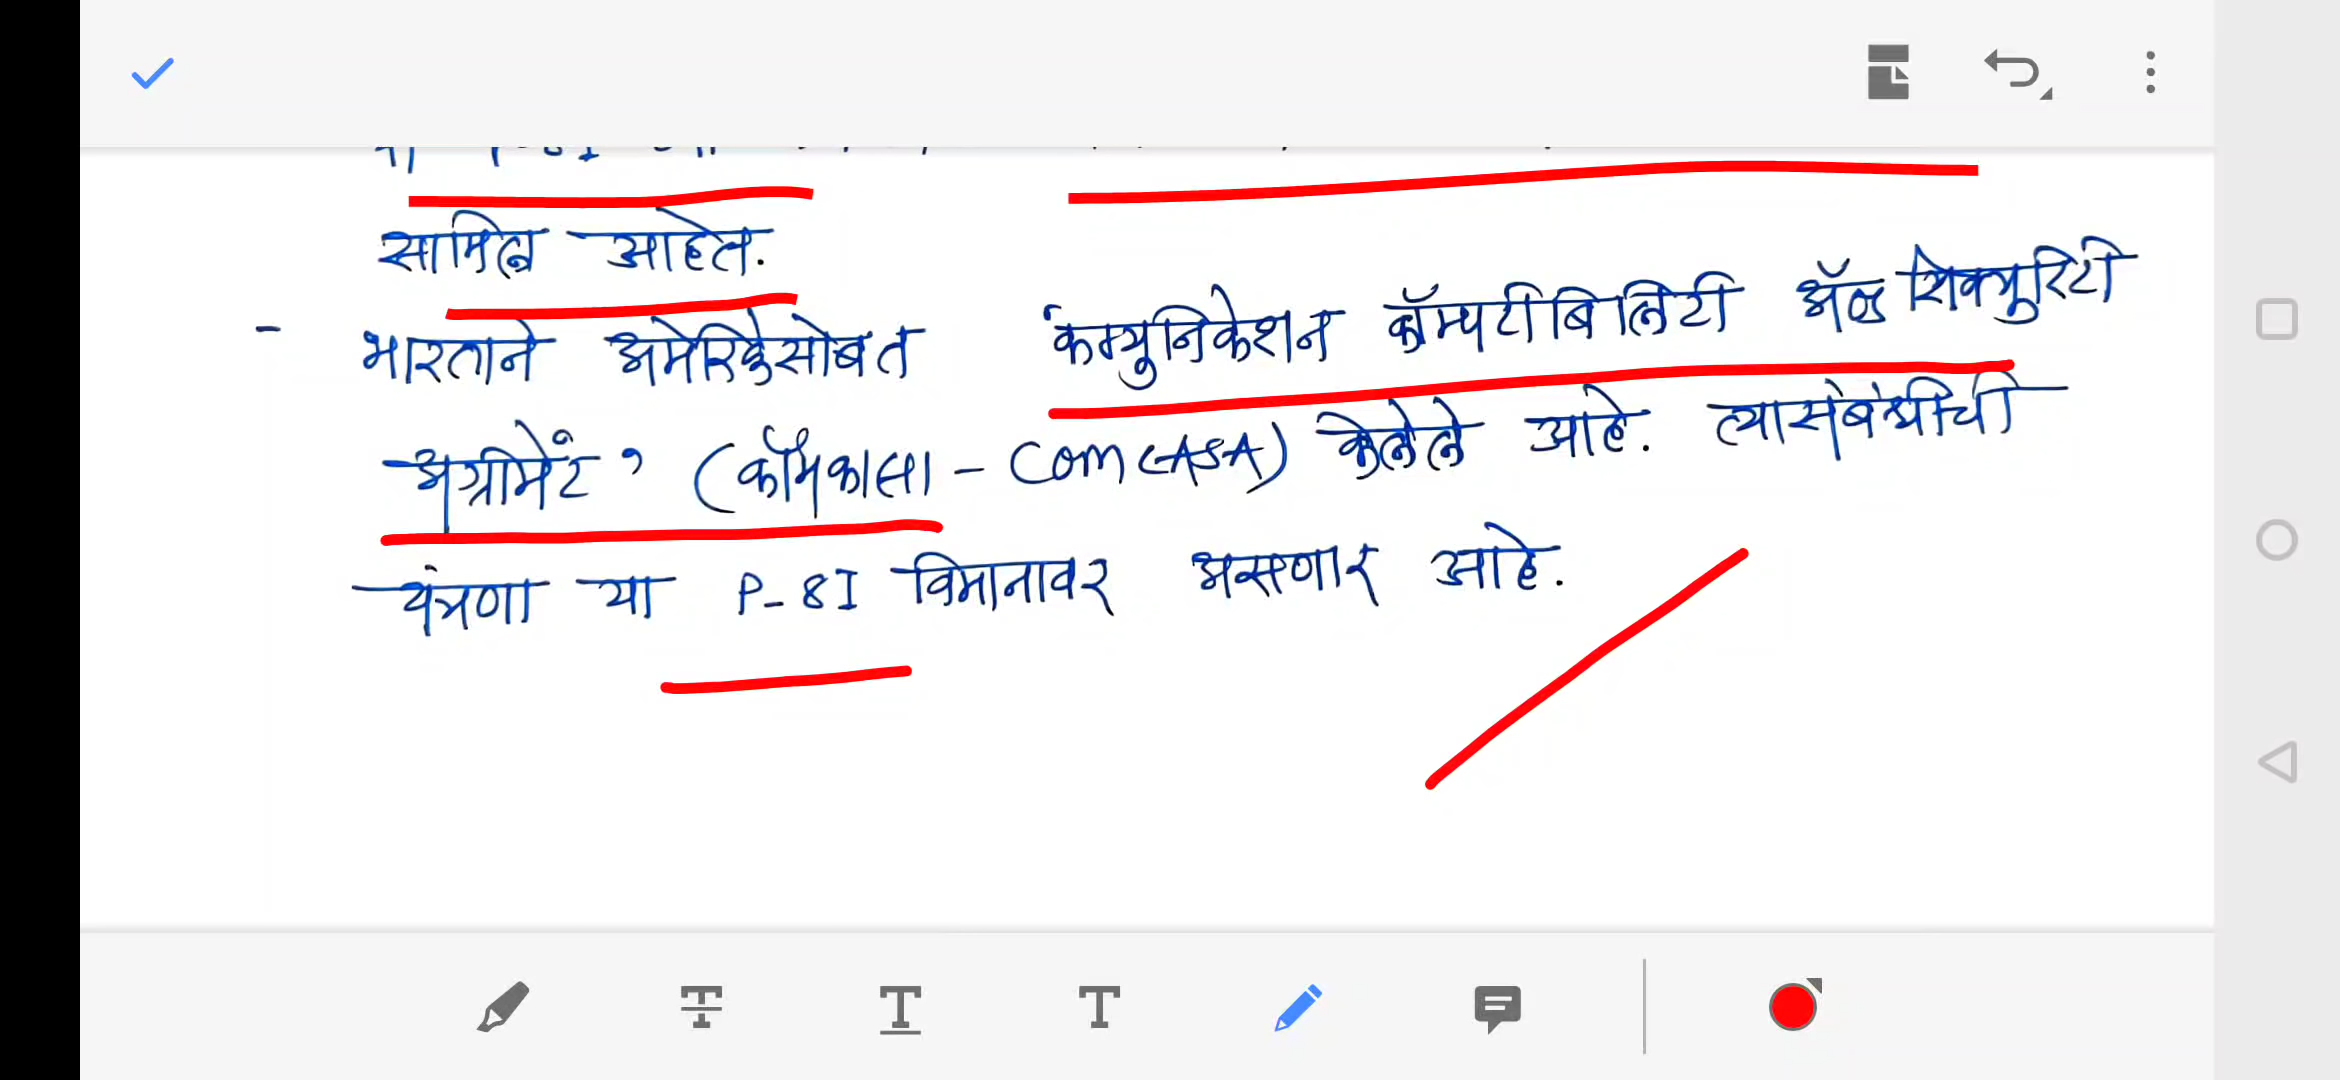 सामिल आहेत.
- भारताने अमेरिकेसोबत 'कम्युनिकेशन कॉम्पटीबिलिटी अ‍ॅन्ड सिक्युरिटी
अग्रीमेंट' (कॉमकासा - COMCASA) केलेले आहे. त्यासंबंधीची
यंत्रणा या P-8I विमानावर असणार आहे.